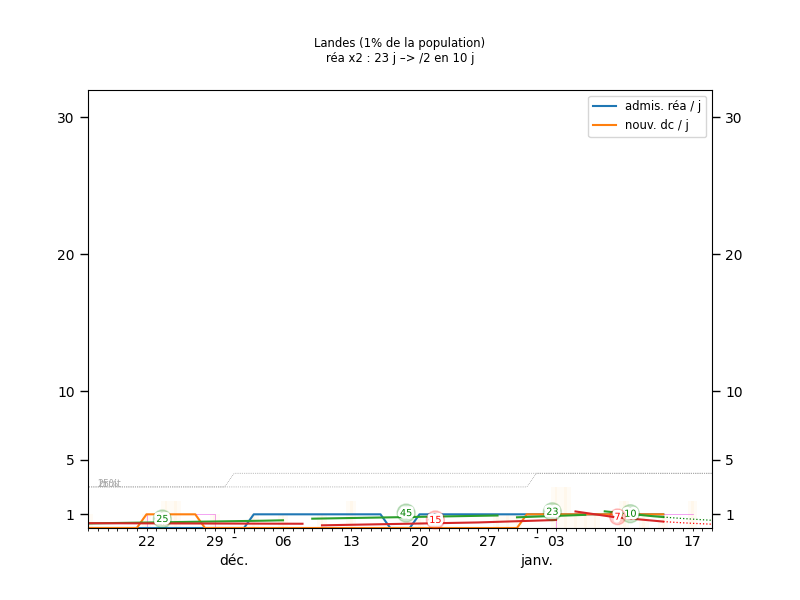 Landes (1% de la population)
réa x2 : 23 j –> /2 en 10 j
admis. réa / j
nouv. dc / j
30 30
20 20
10 10
5 5
1 1
25 45 15 23 7 10
22 29 - 06 13 20 27 - 03 10 17
déc. janv.